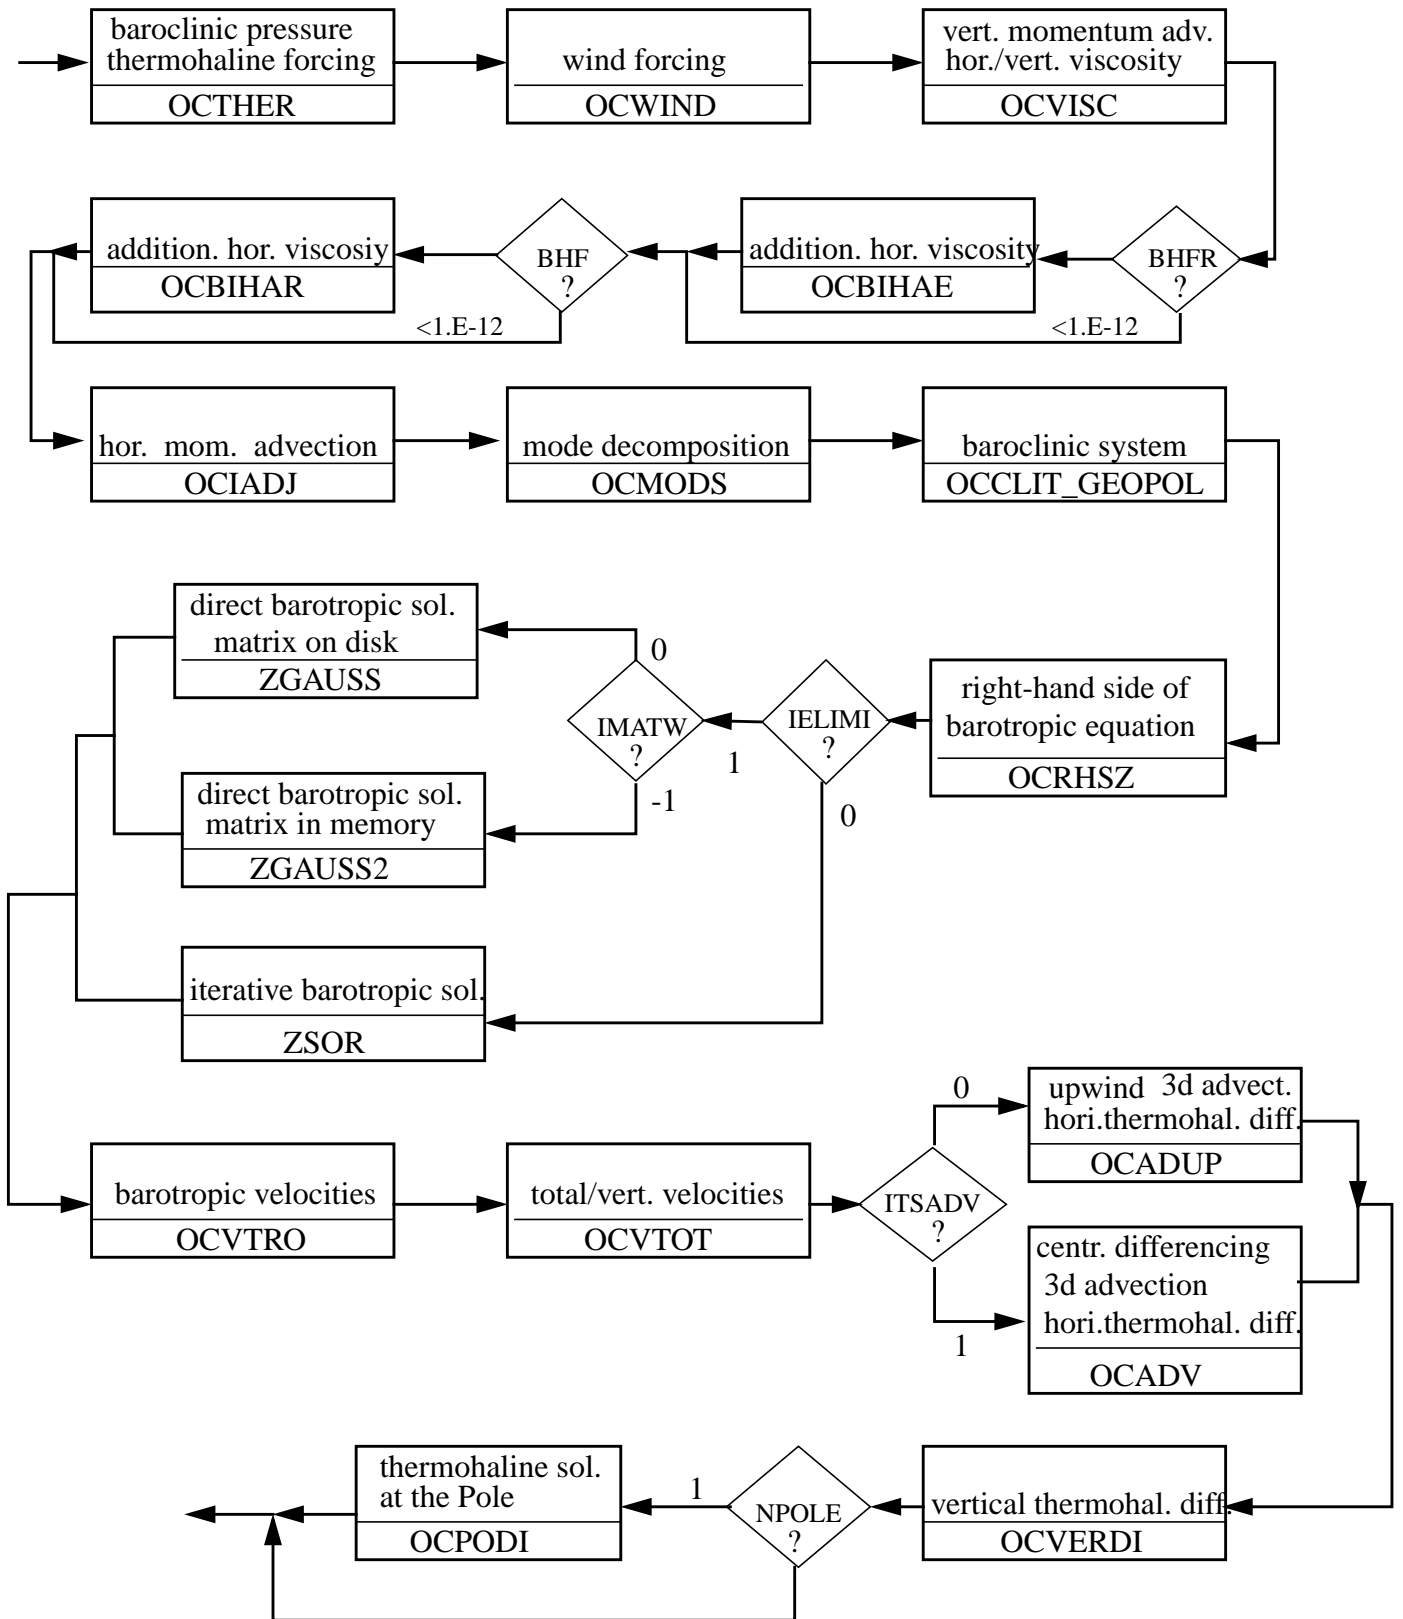 baroclinic pressure
thermohaline forcing
OCTHER
wind forcing
OCWIND
vert. momentum adv.
hor./vert. viscosity
OCVISC
addition. hor. viscosiy
OCBIHAR
BHF
?
<1.E-12
addition. hor. viscosity
OCBIHAE
BHFR
?
<1.E-12
hor. mom. advection
OCIADJ
mode decomposition
OCMODS
baroclinic system
OCCLIT_GEOPOL
direct barotropic sol.
matrix on disk
ZGAUSS
0
IMATW
?
-1
1
IELIMI
?
0
right-hand side of
barotropic equation
OCRHSZ
direct barotropic sol.
matrix in memory
ZGAUSS2
iterative barotropic sol.
ZSOR
barotropic velocities
OCVTRO
total/vert. velocities
OCVTOT
ITSADV
?
0
1
upwind 3d advect.
hori.thermohal. diff.
OCADUP
centr. differencing
3d advection
hori.thermohal. diff.
OCADV
thermohaline sol.
at the Pole
OCPODI
1
NPOLE
?
vertical thermohal. diff.
OCVERDI